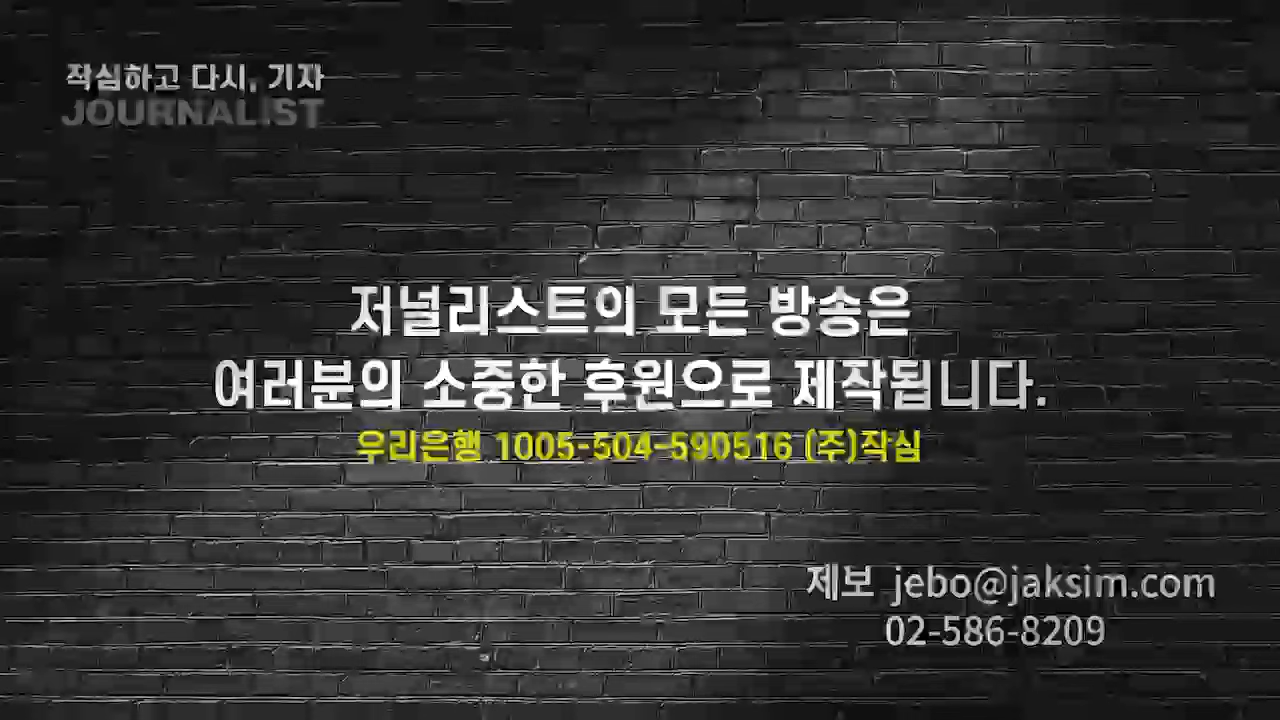 작심하고 다시, 기자
JOURNALIST
저널리스트의 모든 방송은
여러분의 소중한 후원으로 제작됩니다.
우리은행 1005-504-590516 (주)작심
제보 jebo@jaksim.com
02-586-8209